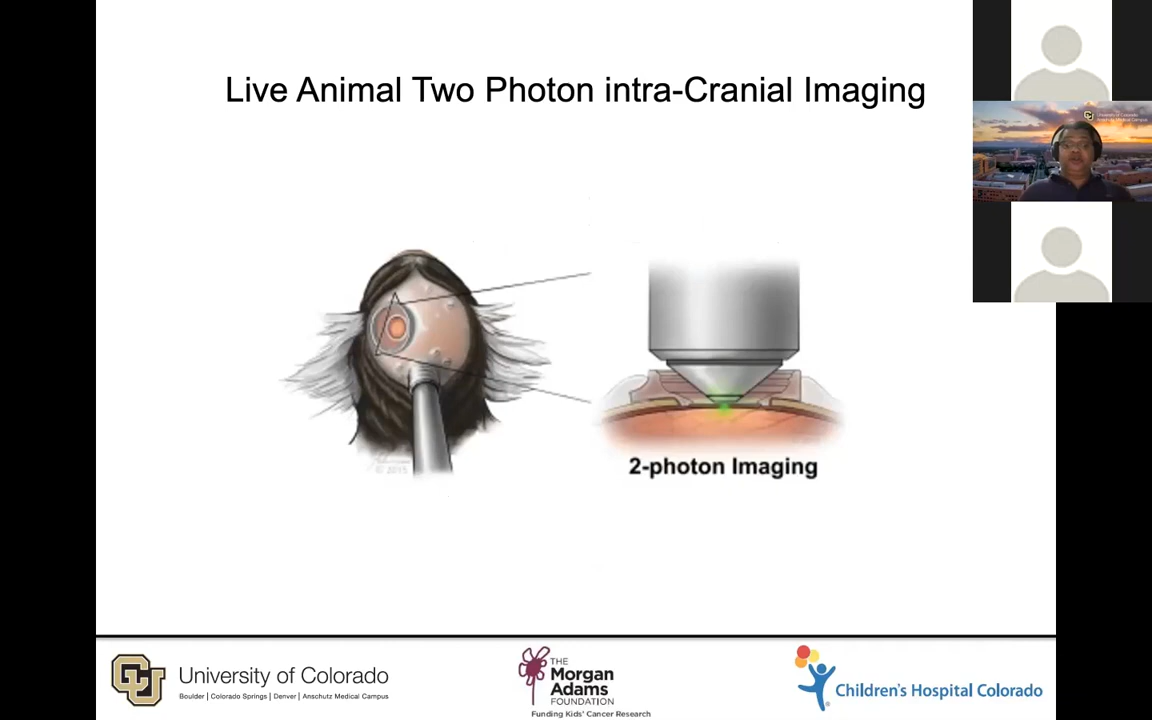 Live Animal Two Photon intra-Cranial Imaging
© 2015
2-photon Imaging
CU
University of Colorado
Boulder | Colorado Springs | Denver | Anschutz Medical Campus
THE
Morgan
Adams
FOUNDATION
Funding Kids' Cancer Research
Children's Hospital Colorado
®